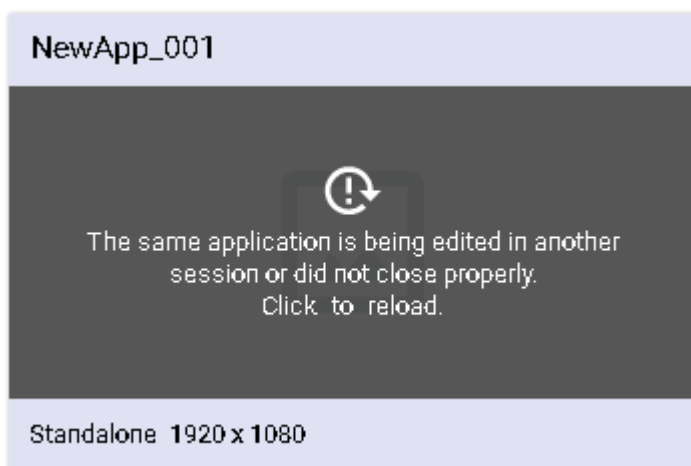 NewApp_001
The same application is being edited in another
session or did not close properly.
Click to reload.
Standalone 1920 x 1080